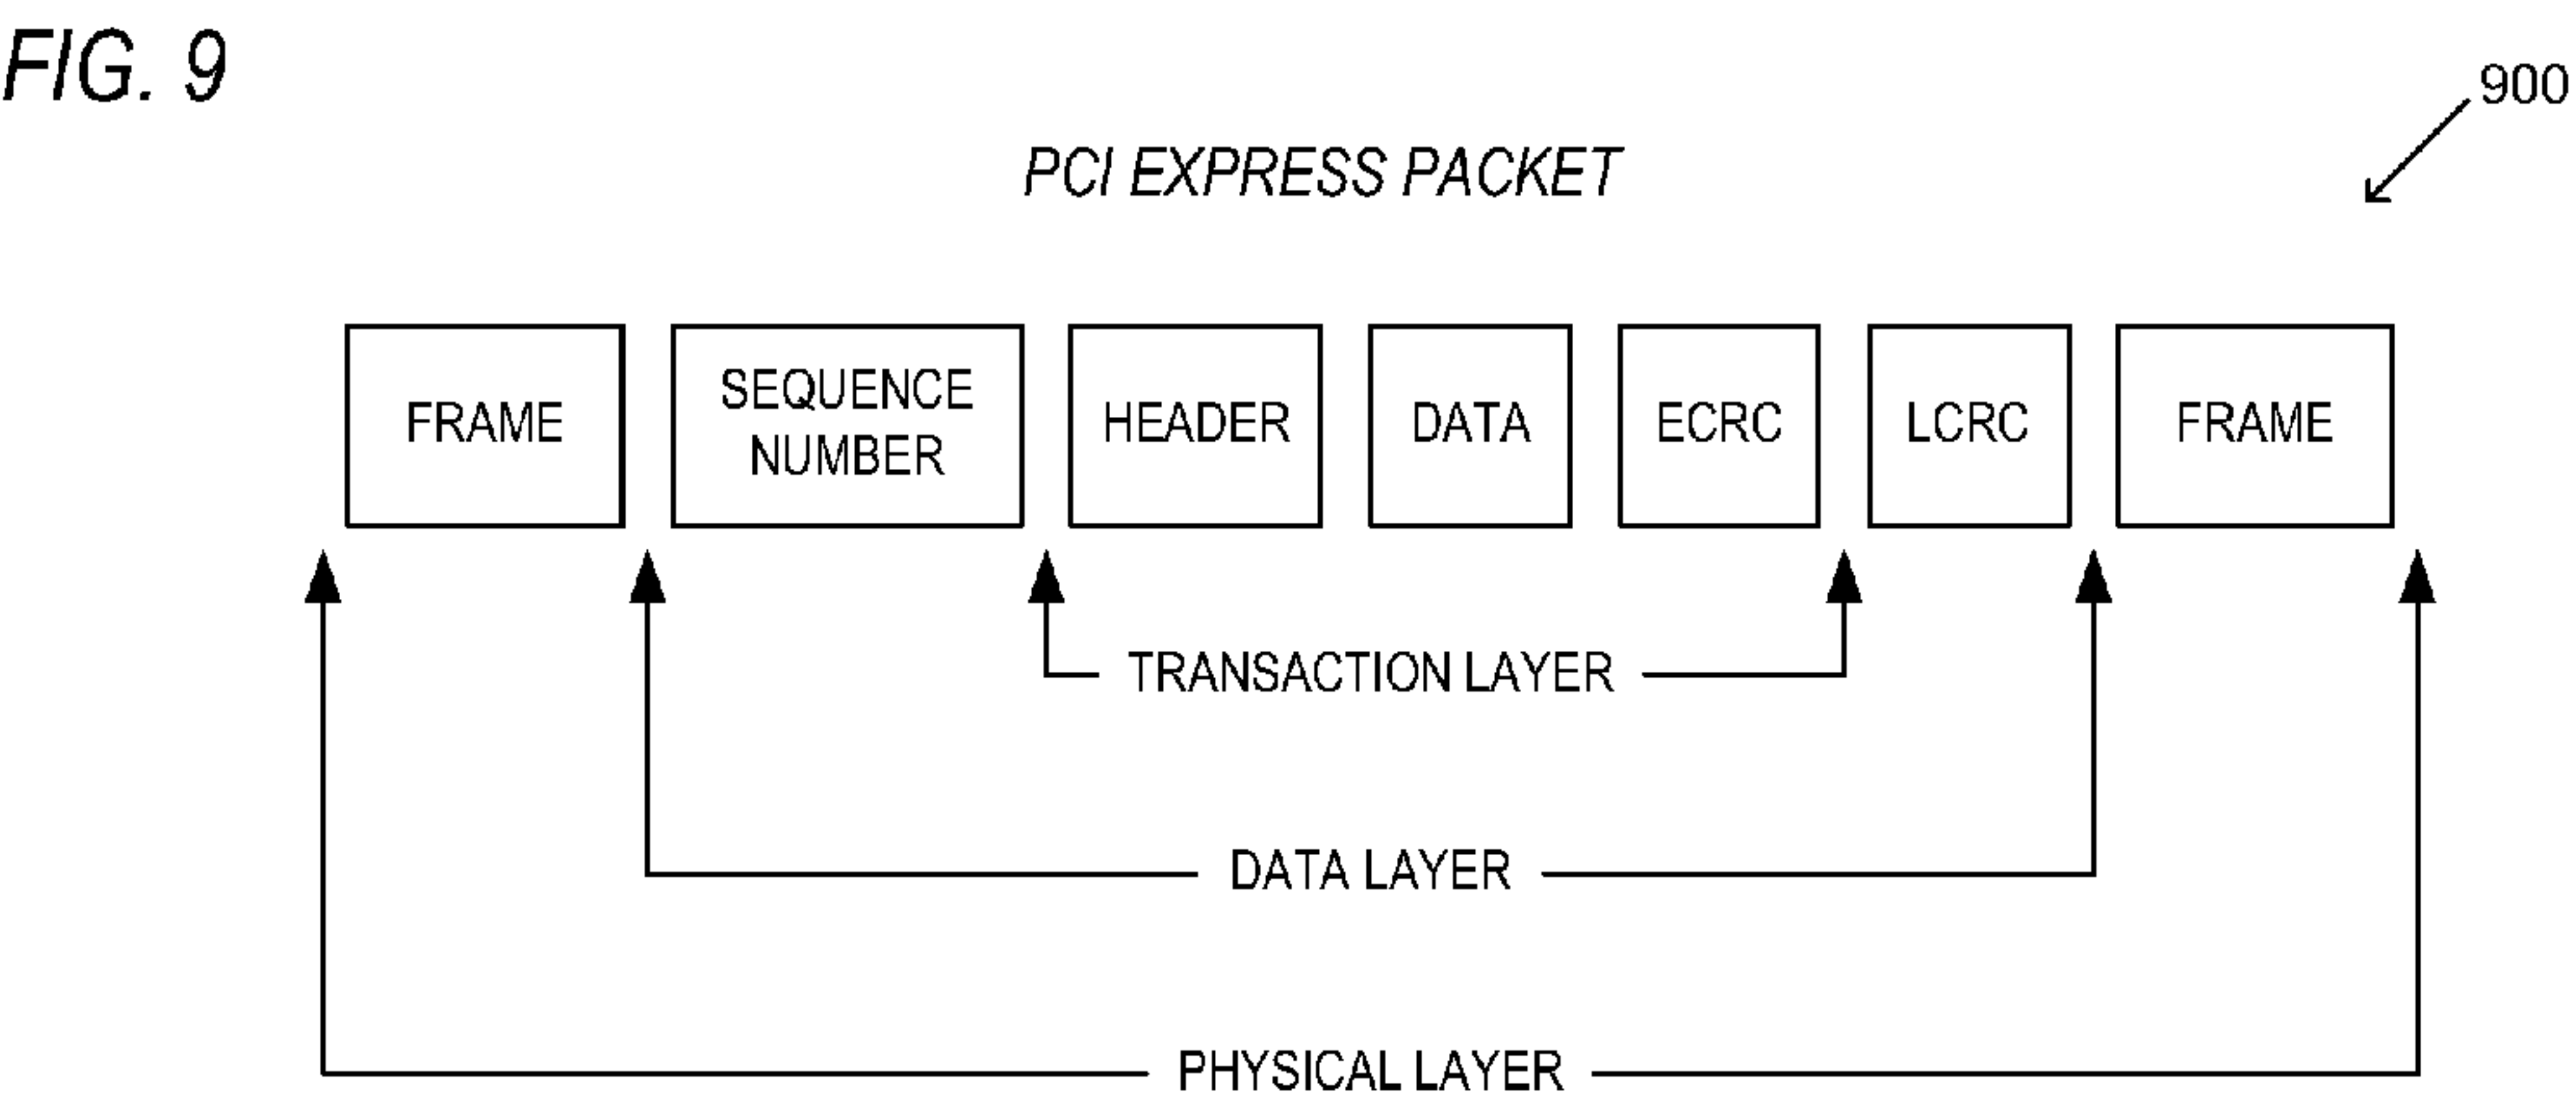 FIG. 9
900
PCI EXPRESS PACKET
FRAME
SEQUENCE
NUMBER
HEADER
DATA
ECRC
LCRC
FRAME
TRANSACTION LAYER
DATA LAYER
PHYSICAL LAYER